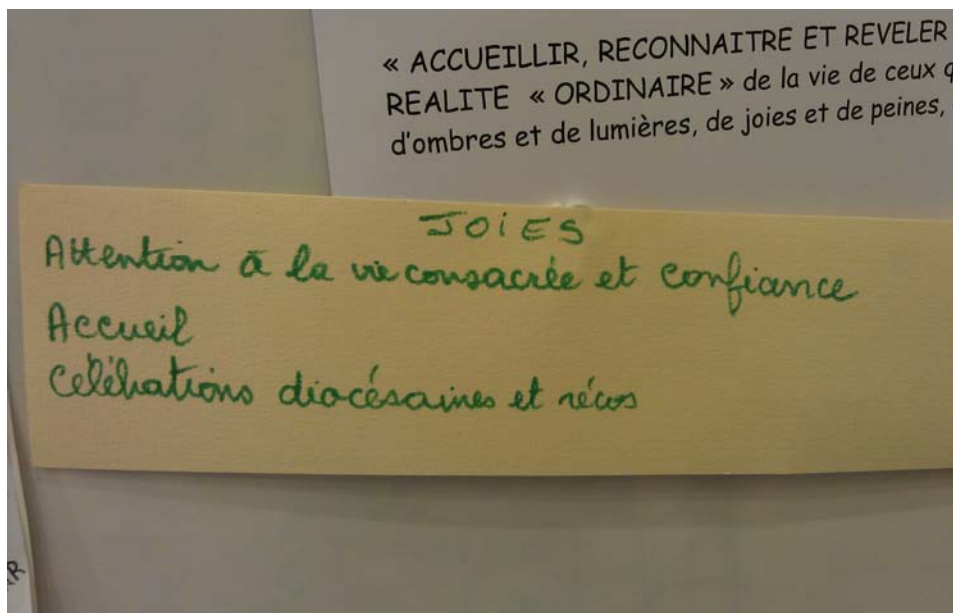 « ACCUEILLIR, RECONNAITRE ET REVELER
REALITE « ORDINAIRE » de la vie de ceux q
d'ombres et de lumières, de joies et de peines,
JOiES
Attention à la vie consacrée et confiance
Accueil
Célébrations diocésaines et récos